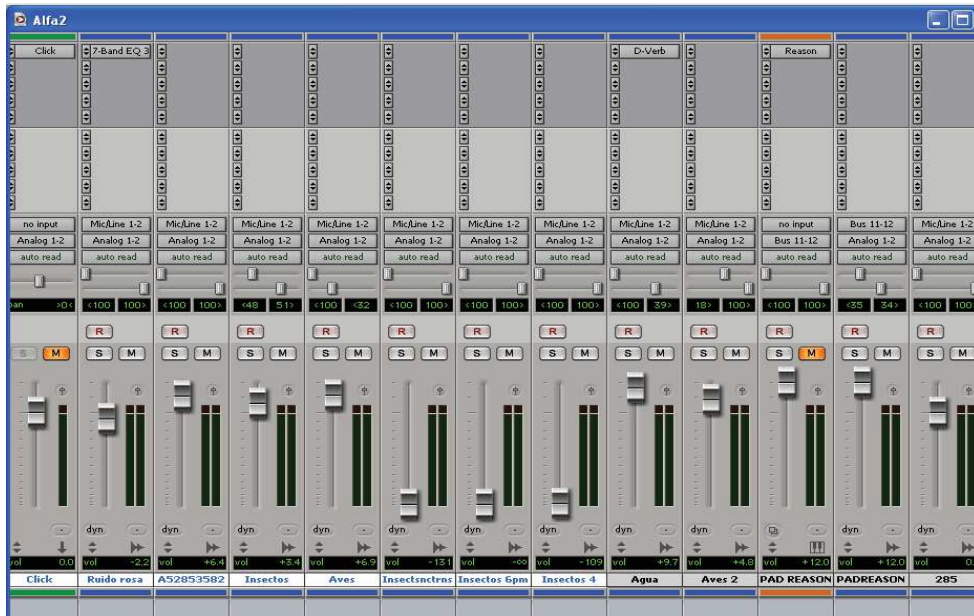 Alfa2
Click 7-Band EQ 3 D-Verb Reason
no input Mic/Line 1-2 Mic/Line 1-2 Mic/Line 1-2 Mic/Line 1-2 Mic/Line 1-2 Mic/Line 1-2 Mic/Line 1-2 Mic/Line 1-2 Mic/Line 1-2 no input Bus 11-12 Mic/Line 1-2
Analog 1-2 Analog 1-2 Analog 1-2 Analog 1-2 Analog 1-2 Analog 1-2 Analog 1-2 Analog 1-2 Analog 1-2 Analog 1-2 Bus 11-12 Analog 1-2 Analog 1-2
auto read auto read auto read auto read auto read auto read auto read auto read auto read auto read auto read auto read auto read
pan >0< <100 100> <100 100> <48 51> <100 <32 <100 100> <100 100> <100 100> <100 39> 18> 100> <100 100> <35 34> <100 100
R R R R R R R R R R R
S M S M S M S M S M S M S M S M S M S M S M S M S M
dyn dyn dyn dyn dyn dyn dyn dyn dyn dyn dyn
vol 0.0 vol -2.2 vol +6.4 vol +3.4 vol +6.9 vol -131 vol -∞ vol -109 vol +9.7 vol +4.8 vol +12.0 vol +12.0 vol 0.
Click Ruido rosa A52853582 Insectos Aves Insectsnctrns Insectos 6pm Insectos 4 Agua Aves 2 PAD REASON PADREASON 285